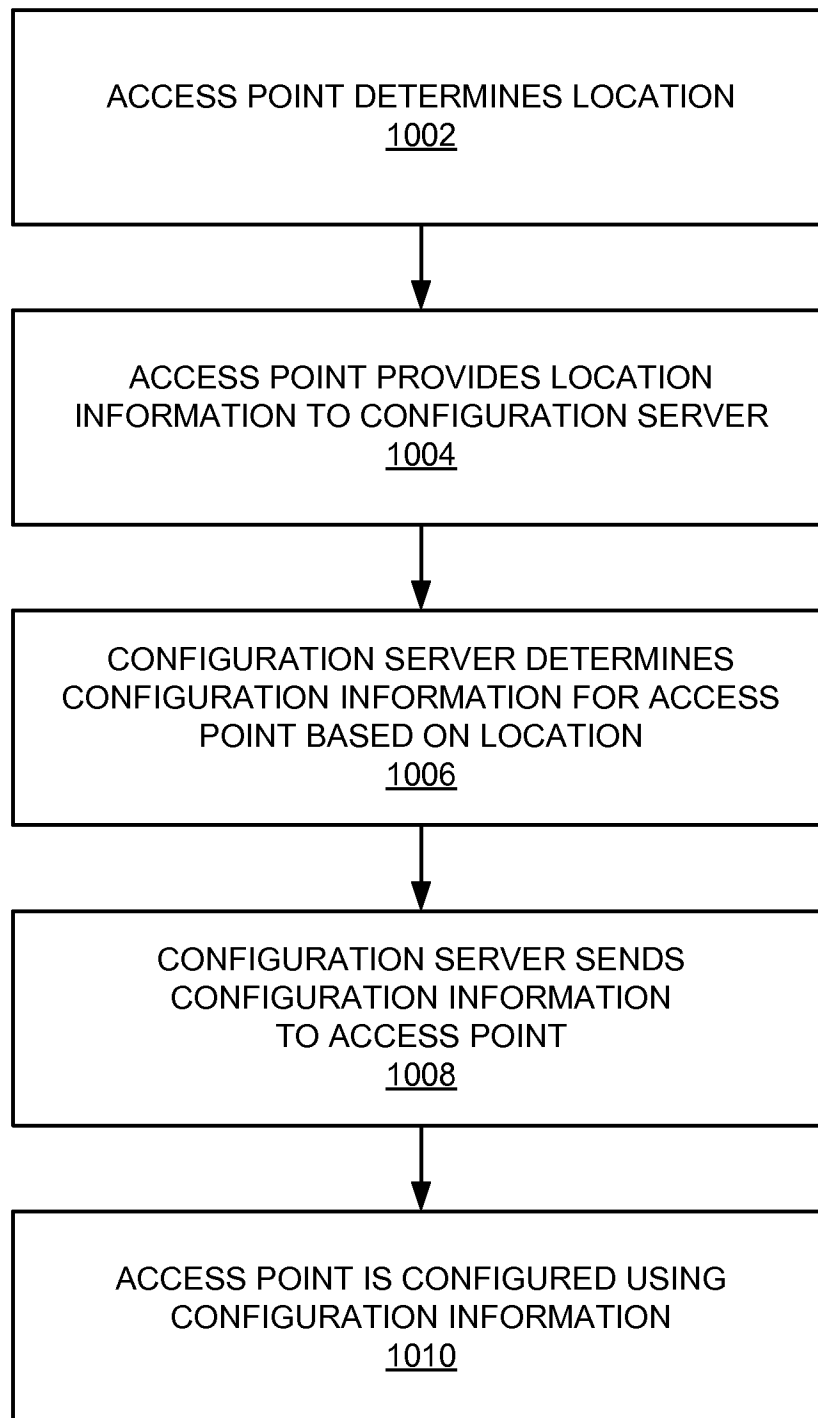 ACCESS POINT DETERMINES LOCATION
1002
ACCESS POINT PROVIDES LOCATION
INFORMATION TO CONFIGURATION SERVER
1004
CONFIGURATION SERVER DETERMINES
CONFIGURATION INFORMATION FOR ACCESS
POINT BASED ON LOCATION
1006
CONFIGURATION SERVER SENDS
CONFIGURATION INFORMATION
TO ACCESS POINT
1008
ACCESS POINT IS CONFIGURED USING
CONFIGURATION INFORMATION
1010